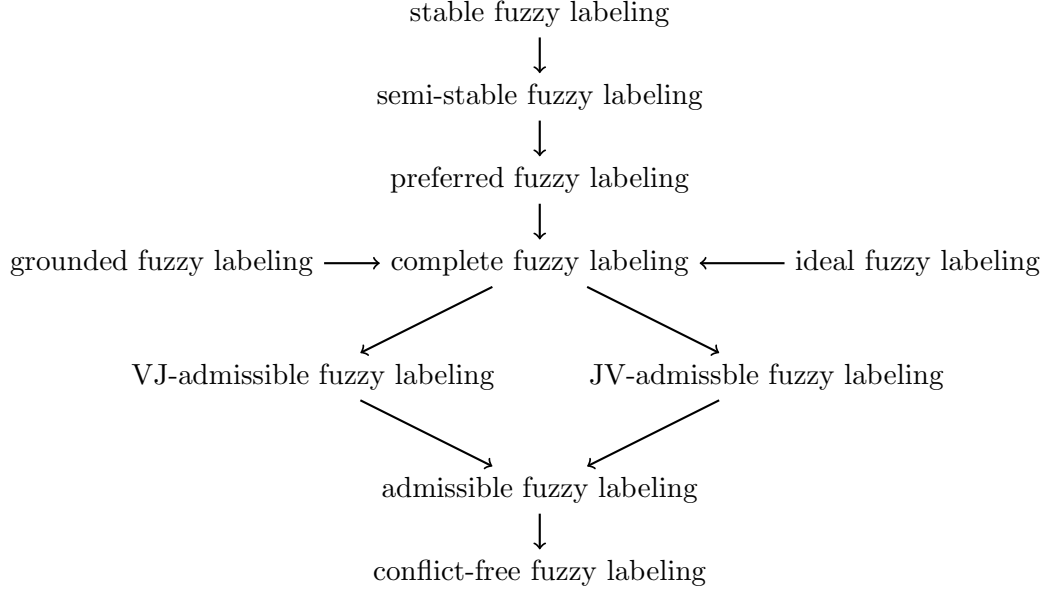 stable fuzzy labeling
semi-stable fuzzy labeling
preferred fuzzy labeling
grounded fuzzy labeling complete fuzzy labeling ideal fuzzy labeling
VJ-admissible fuzzy labeling JV-admissble fuzzy labeling
admissible fuzzy labeling
conflict-free fuzzy labeling